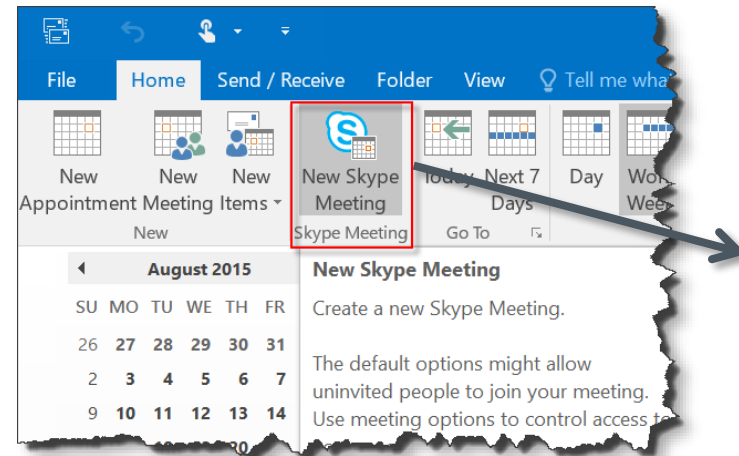 File Home Send / Receive Folder View Tell me what
New Appointment
New Meeting
New Items
New Skype Meeting
Today
Next 7 Days
Day
Work Week
New
Skype Meeting
Go To
August 2015
SU MO TU WE TH FR
26 27 28 29 30 31
2 3 4 5 6 7
9 10 11 12 13 14
20
New Skype Meeting
Create a new Skype Meeting.
The default options might allow
uninvited people to join your meeting.
Use meeting options to control access to